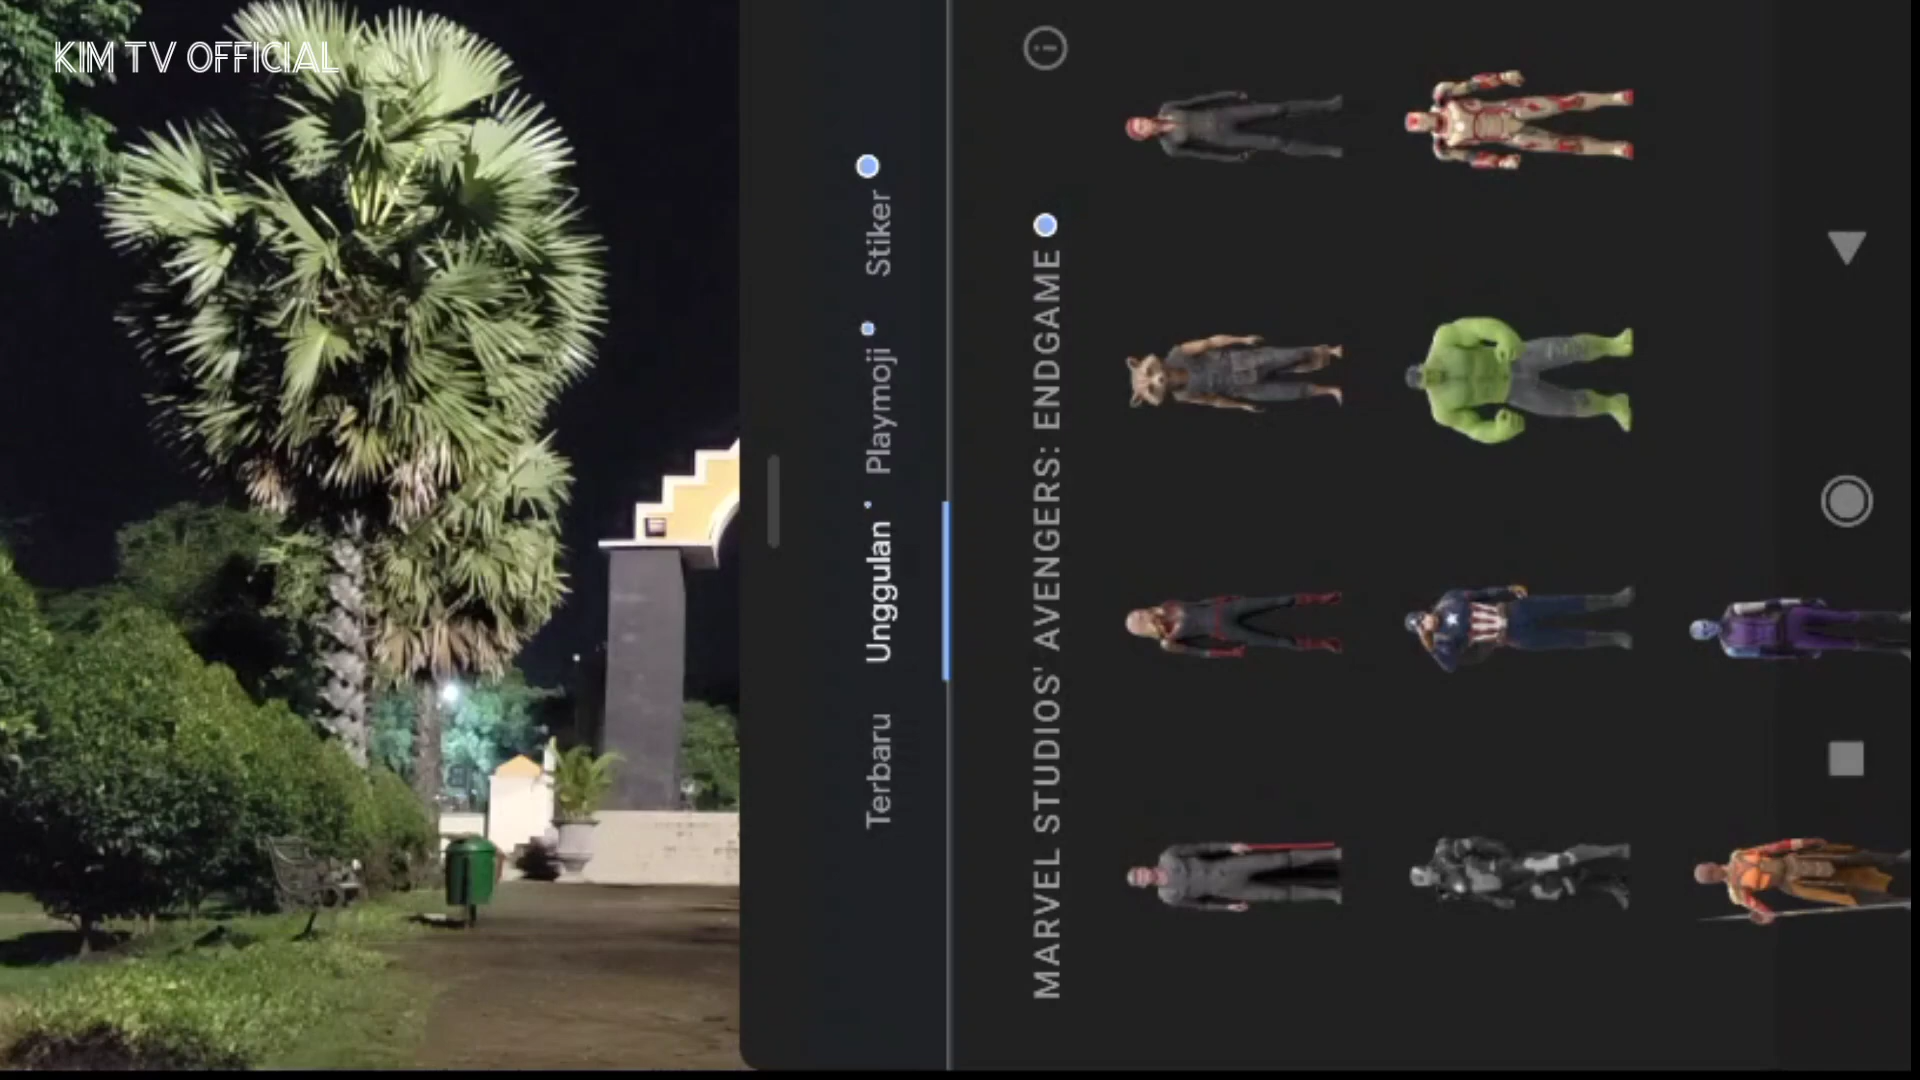 KIM TV OFFICIAL
Terbaru Unggulan Playmoji Stiker
MARVEL STUDIOS' AVENGERS: ENDGAME